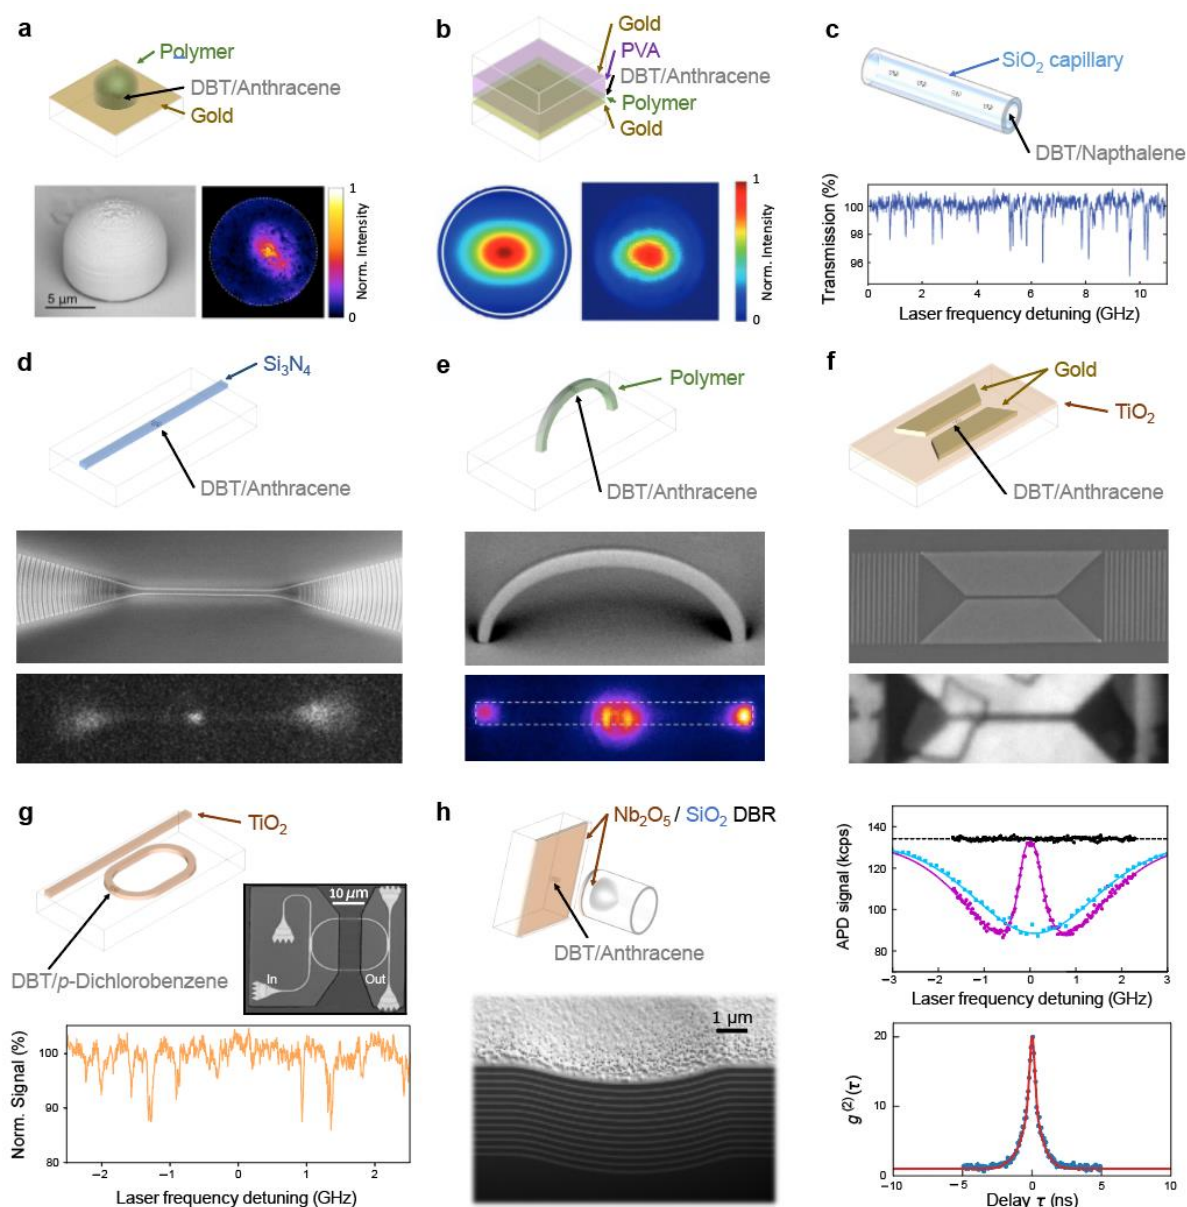 a
Polymer
DBT/Anthracene
Gold
5 µm
1
Norm. Intensity
0
b
Gold
PVA
DBT/Anthracene
Polymer
Gold
1
Norm. Intensity
0
c
SiO2 capillary
DBT/Napthalene
Transmission (%)
100
98
96
0 2 4 6 8 10
Laser frequency detuning (GHz)
d
Si3N4
DBT/Anthracene
e
Polymer
DBT/Anthracene
f
Gold
TiO2
DBT/Anthracene
g
TiO2
DBT/p-Dichlorobenzene
10 µm
In
Out
Norm. Signal (%)
100
90
80
−2 −1 0 1 2
Laser frequency detuning (GHz)
h
Nb2O5 / SiO2 DBR
DBT/Anthracene
1 µm
APD signal (kcps)
140
120
100
80
−3 −2 −1 0 1 2 3
Laser frequency detuning (GHz)
g(2)(τ)
20
10
0
−10 −5 0 5 10
Delay τ (ns)